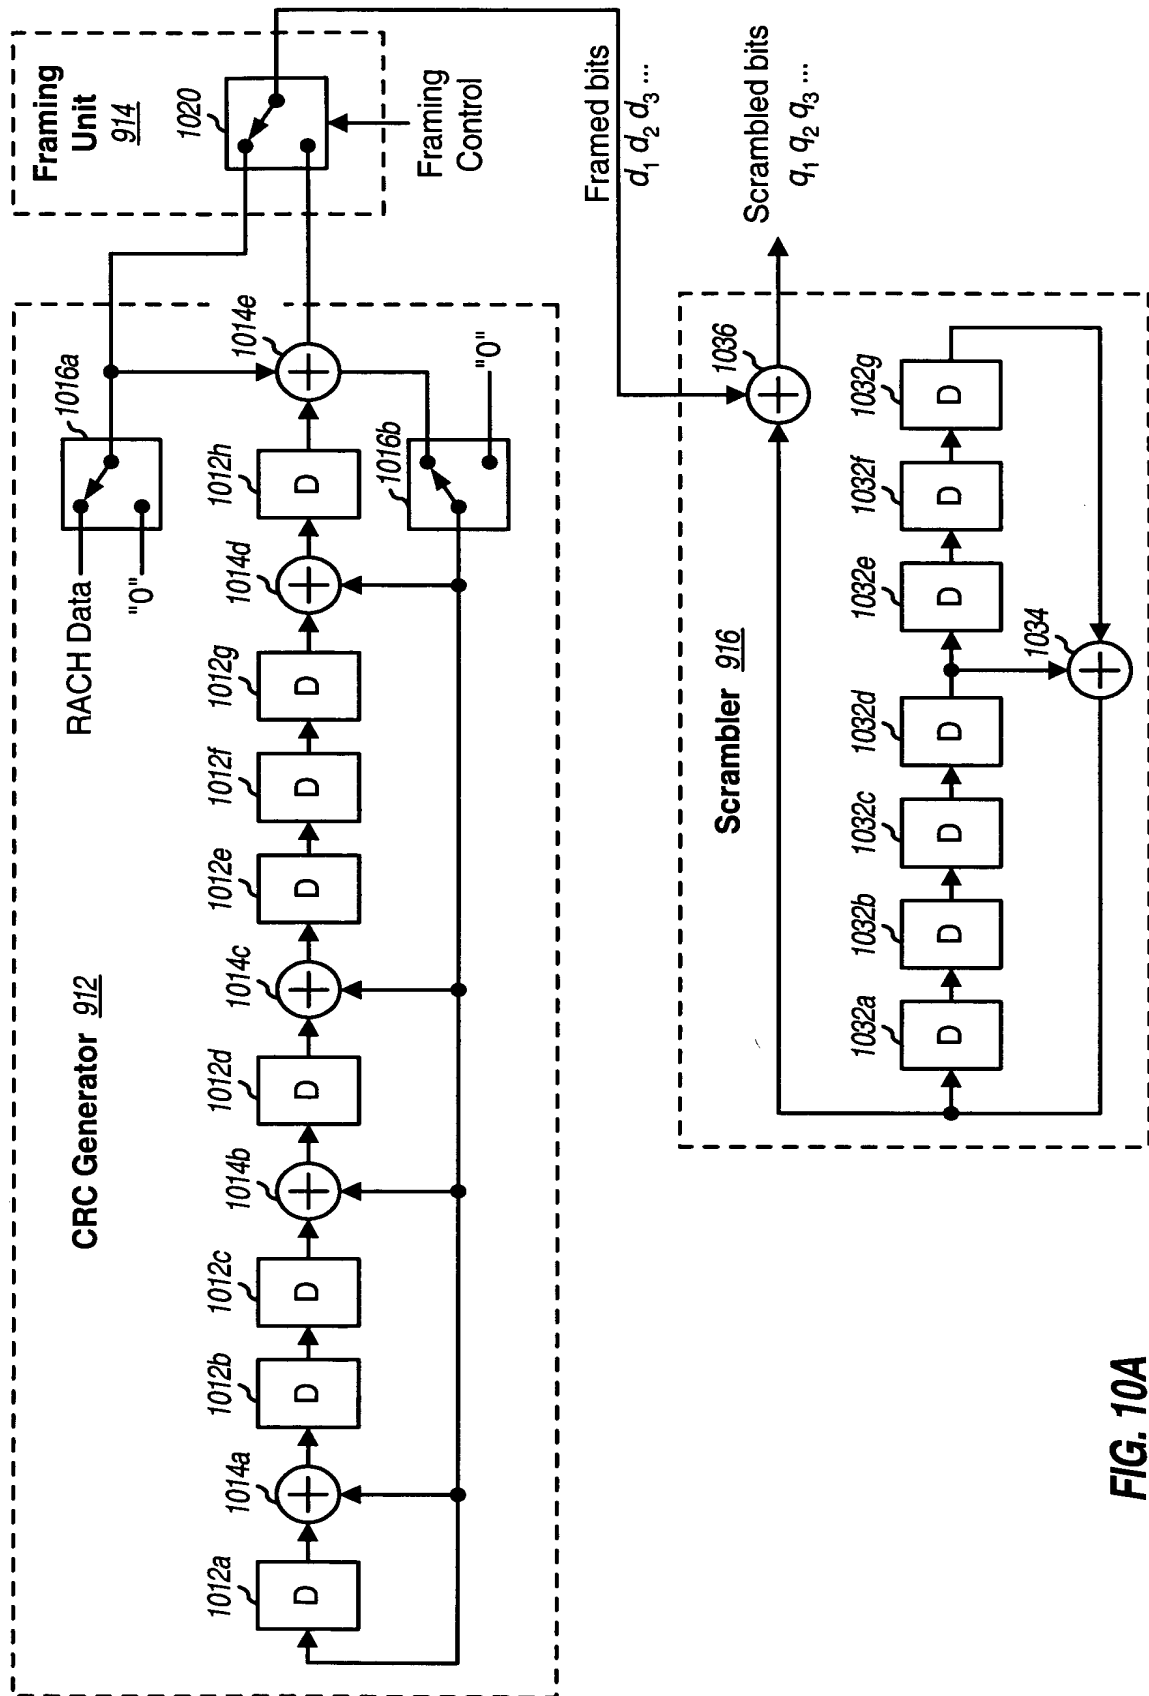 CRC Generator 912
Framing
Unit
914
RACH Data
"0"
1016a
1020
Framing
Control
1012a
D
1014a
1012b
D
1012c
D
1014b
1012d
D
1014c
1012e
D
1012f
D
1012g
D
1014d
1012h
D
1014e
1016b
"0"
Framed bits
d1 d2 d3 ...
Scrambler 916
1036
Scrambled bits
q1 q2 q3 ...
1032a
D
1032b
D
1032c
D
1032d
D
1032e
D
1032f
D
1032g
D
1034
FIG. 10A